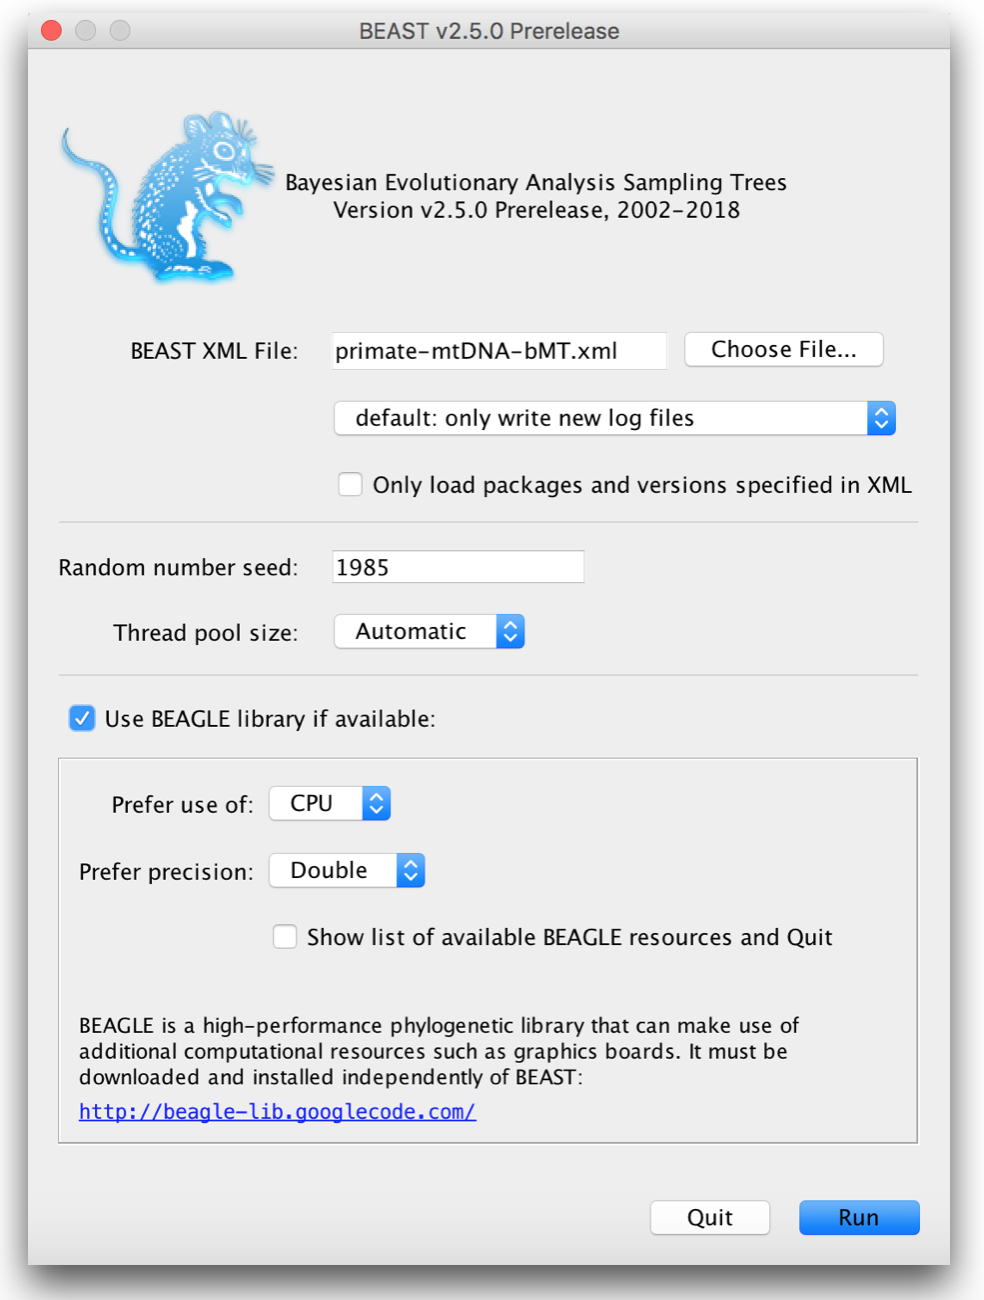 BEAST v2.5.0 Prerelease
Bayesian Evolutionary Analysis Sampling Trees
Version v2.5.0 Prerelease, 2002-2018
BEAST XML File: primate-mtDNA-bMT.xml Choose File...
default: only write new log files
Only load packages and versions specified in XML
Random number seed: 1985
Thread pool size: Automatic
Use BEAGLE library if available:
Prefer use of: CPU
Prefer precision: Double
Show list of available BEAGLE resources and Quit
BEAGLE is a high-performance phylogenetic library that can make use of
additional computational resources such as graphics boards. It must be
downloaded and installed independently of BEAST:
http://beagle-lib.googlecode.com/
Quit Run